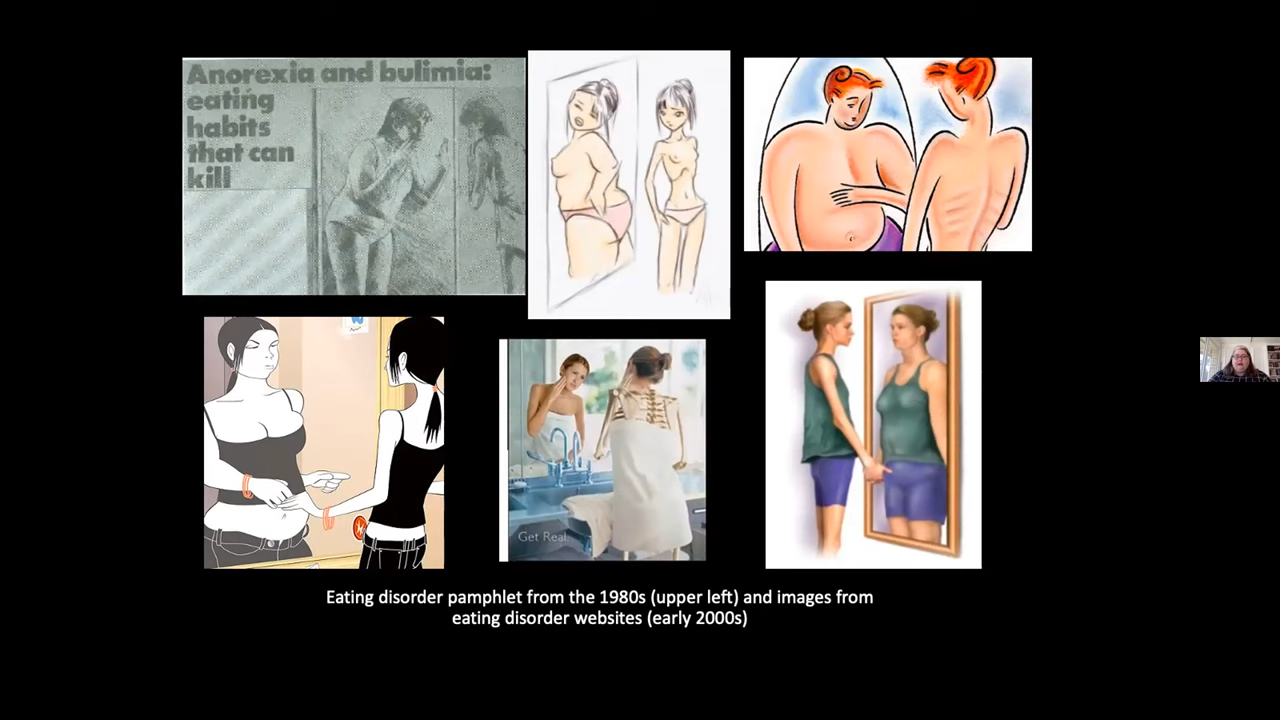 Anorexia and bulimia:
eating
habits
that can
kill
Get Real.
Eating disorder pamphlet from the 1980s (upper left) and images from
eating disorder websites (early 2000s)